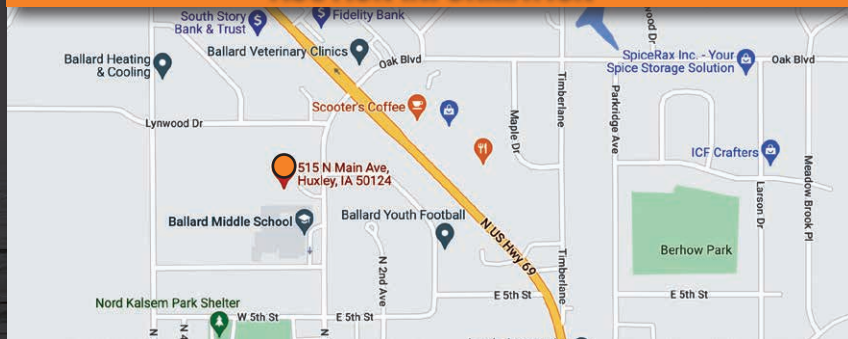 South Story
Bank & Trust
Fidelity Bank
wood Dr
Ballard Veterinary Clinics
Oak Blvd
SpiceRax Inc. - Your
Spice Storage Solution
Oak Blvd
Ballard Heating
& Cooling
Scooter's Coffee
Timberlane
Parkridge Ave
Maple Dr
Lynwood Dr
ICF Crafters
515 N Main Ave,
Huxley, IA 50124
Larson Dr
Meadow Brook Pl
Ballard Middle School
Ballard Youth Football
N US Hwy 69
Berhow Park
N 2nd Ave
Timberlane
E 5th St
E 5th St
Nord Kalsem Park Shelter
W 5th St
E 5th St
N
N 4
N